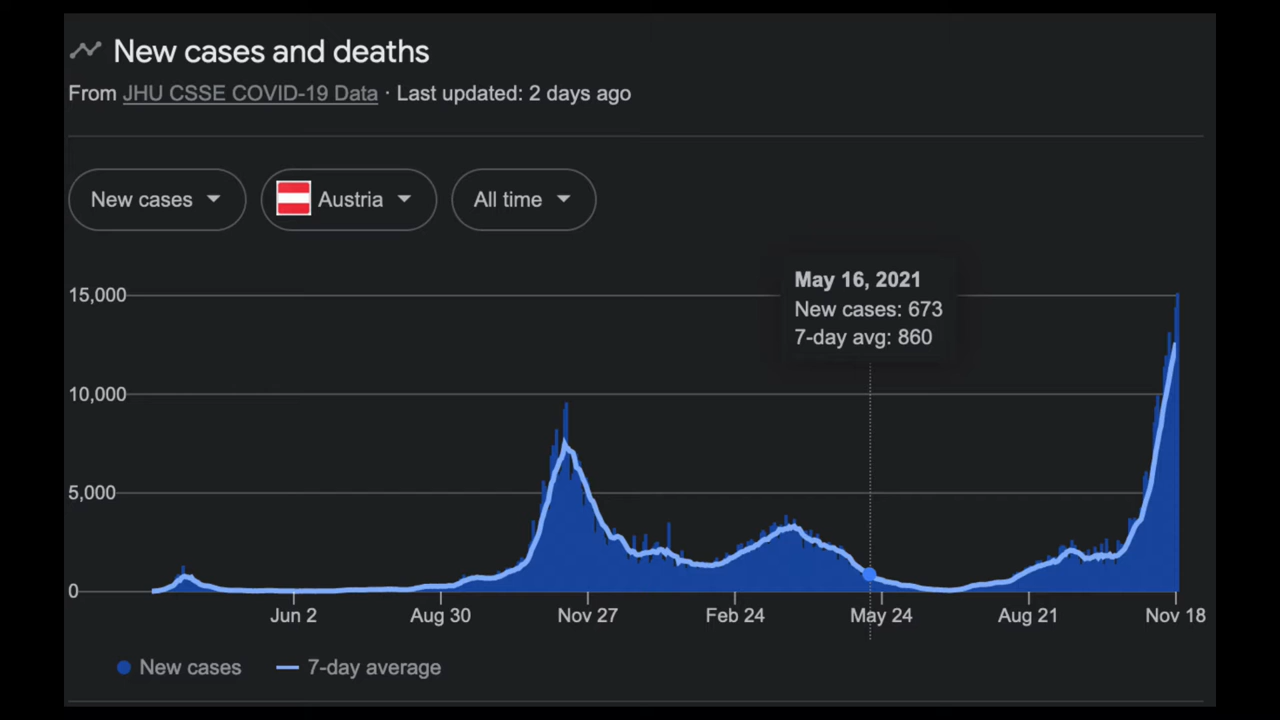 New cases and deaths
From JHU CSSE COVID-19 Data · Last updated: 2 days ago
New cases
Austria
All time
May 16, 2021
New cases: 673
7-day avg: 860
15,000
10,000
5,000
0
Jun 2
Aug 30
Nov 27
Feb 24
May 24
Aug 21
Nov 18
New cases
7-day average